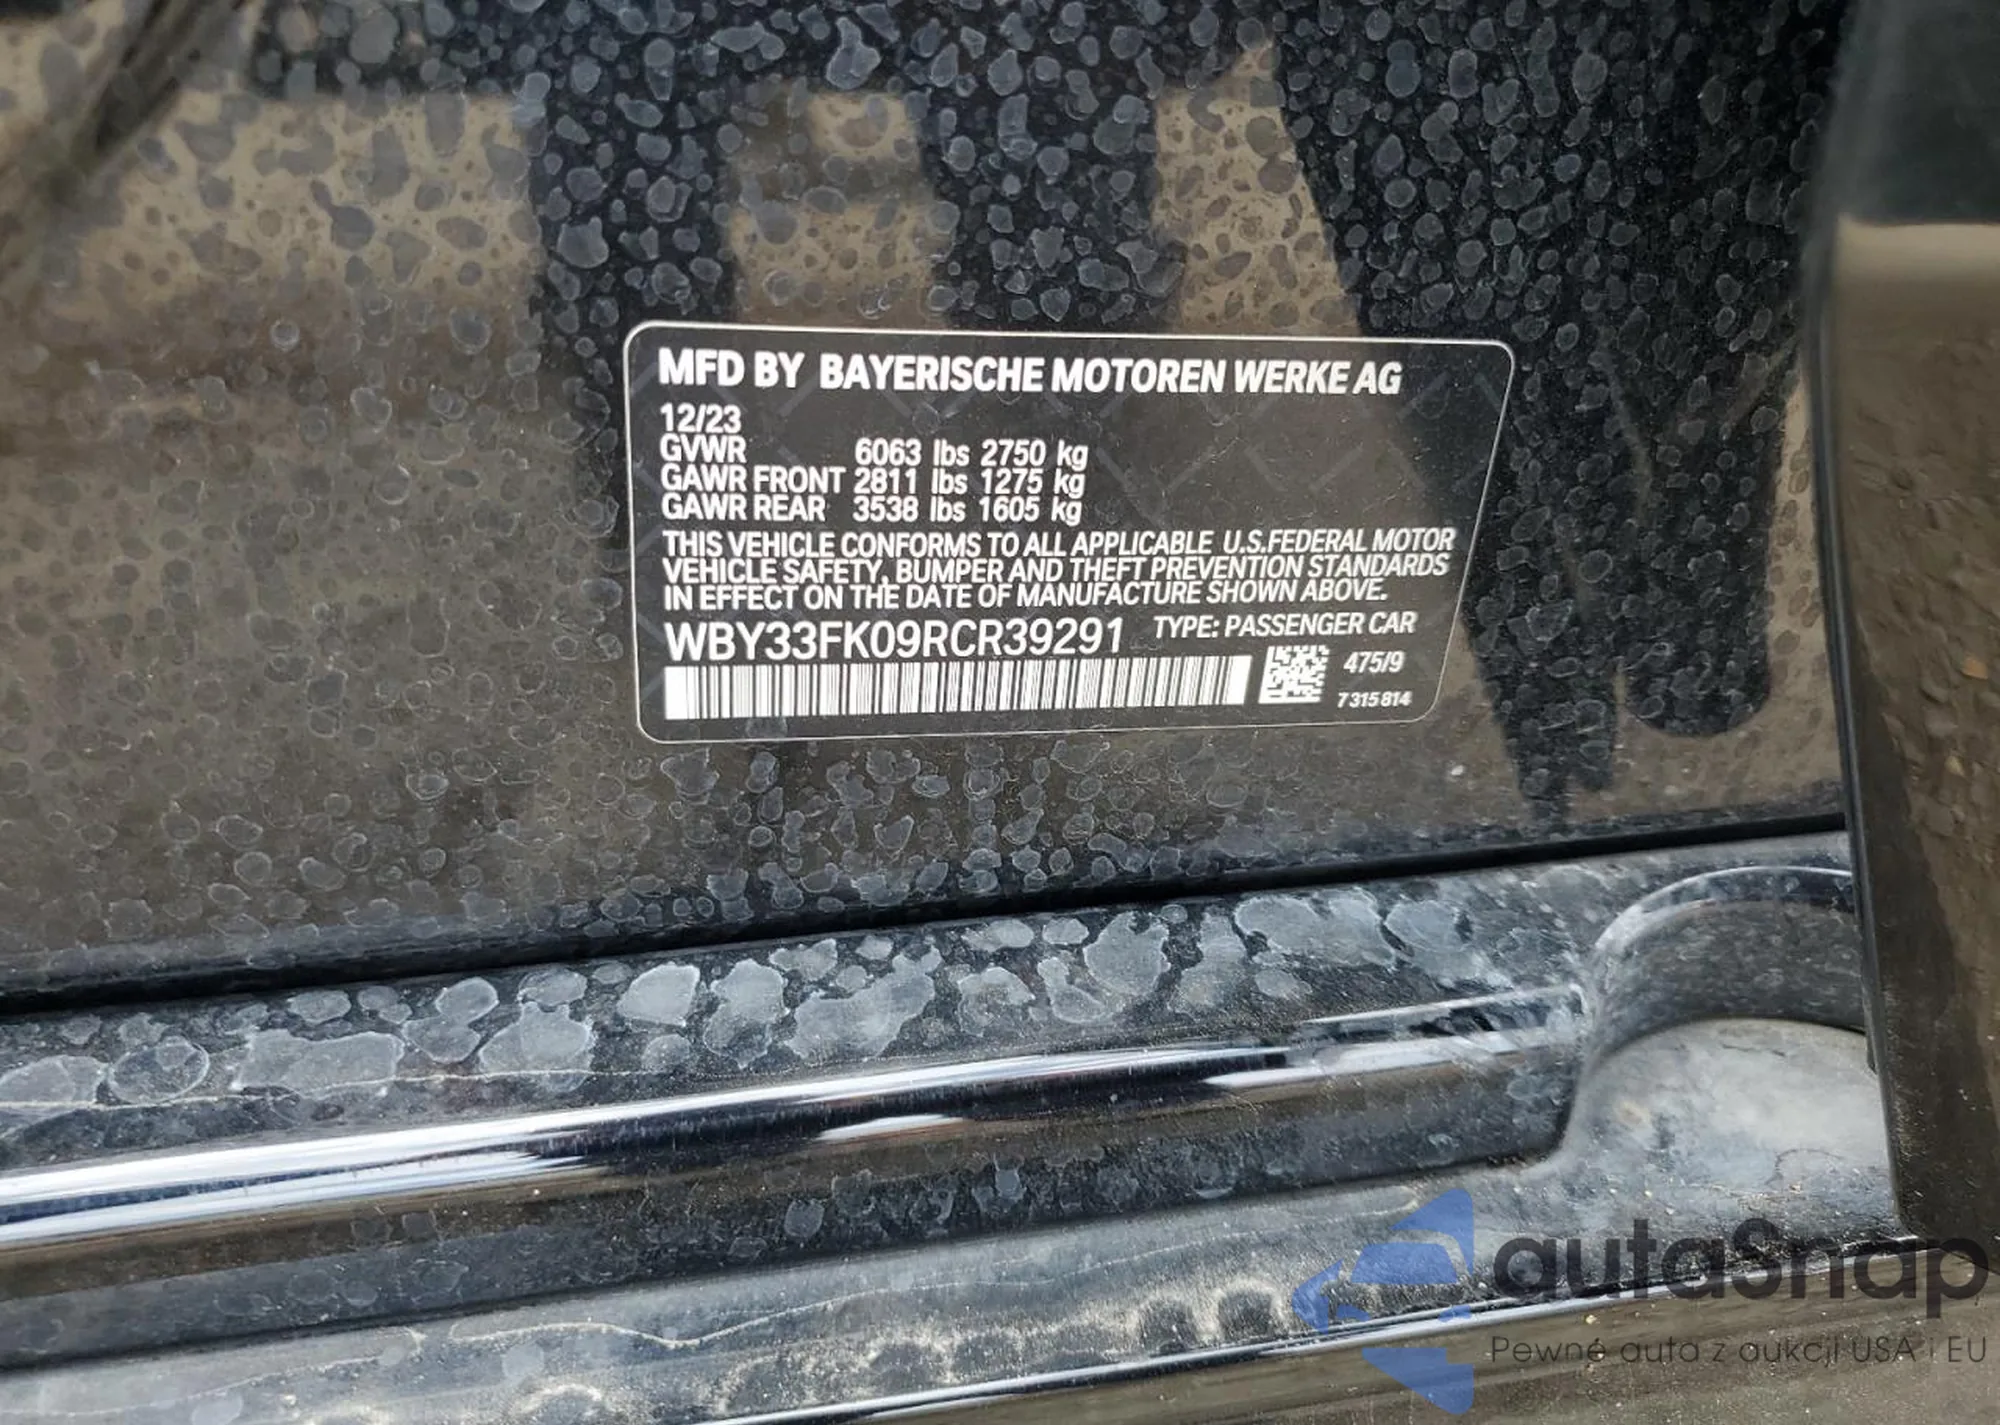 MFD BY BAYERISCHE MOTOREN WERKE AG
12/23
GVWR 6063 lbs 2750 kg
GAWR FRONT 2811 lbs 1275 kg
GAWR REAR 3538 lbs 1605 kg
THIS VEHICLE CONFORMS TO ALL APPLICABLE U.S.FEDERAL MOTOR
VEHICLE SAFETY, BUMPER AND THEFT PREVENTION STANDARDS
IN EFFECT ON THE DATE OF MANUFACTURE SHOWN ABOVE.
WBY33FK09RCR39291 TYPE: PASSENGER CAR
475/9
7315814
autaSnap
Pewne auta z aukcji USA i EU